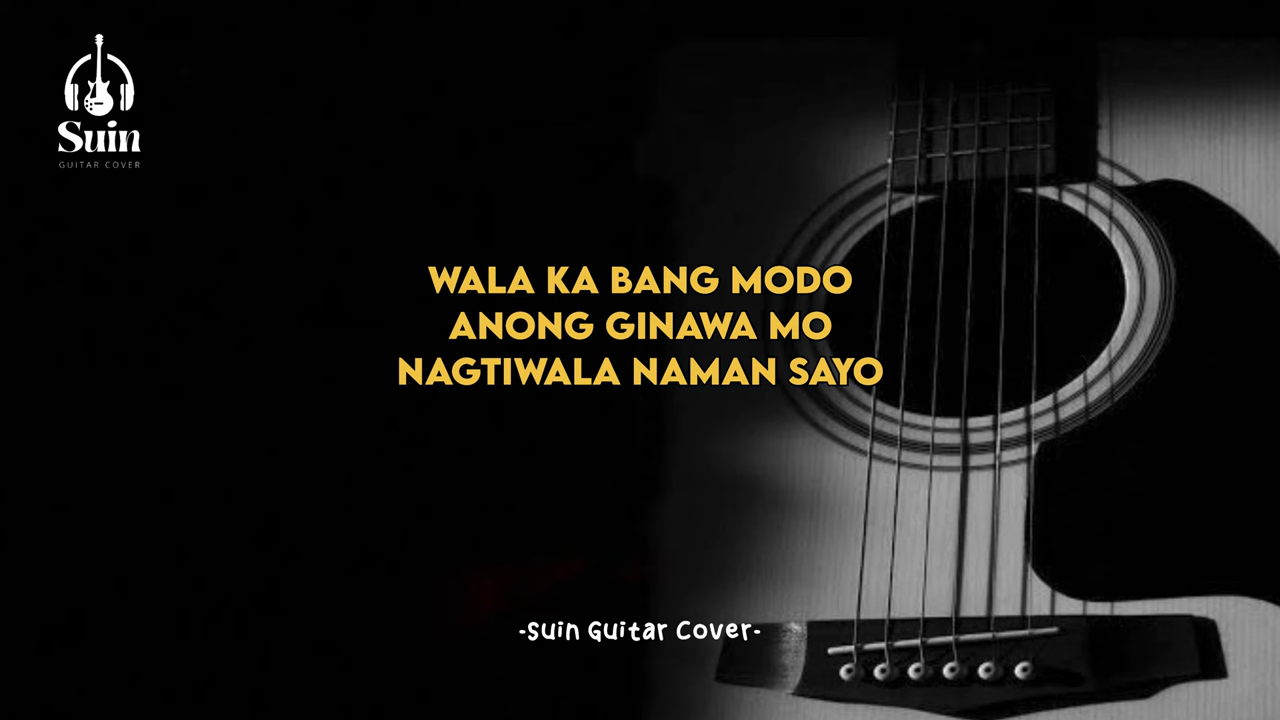 Suin
GUITAR COVER
WALA KA BANG MODO
ANONG GINAWA MO
NAGTIWALA NAMAN SAYO
-Suin Guitar Cover-